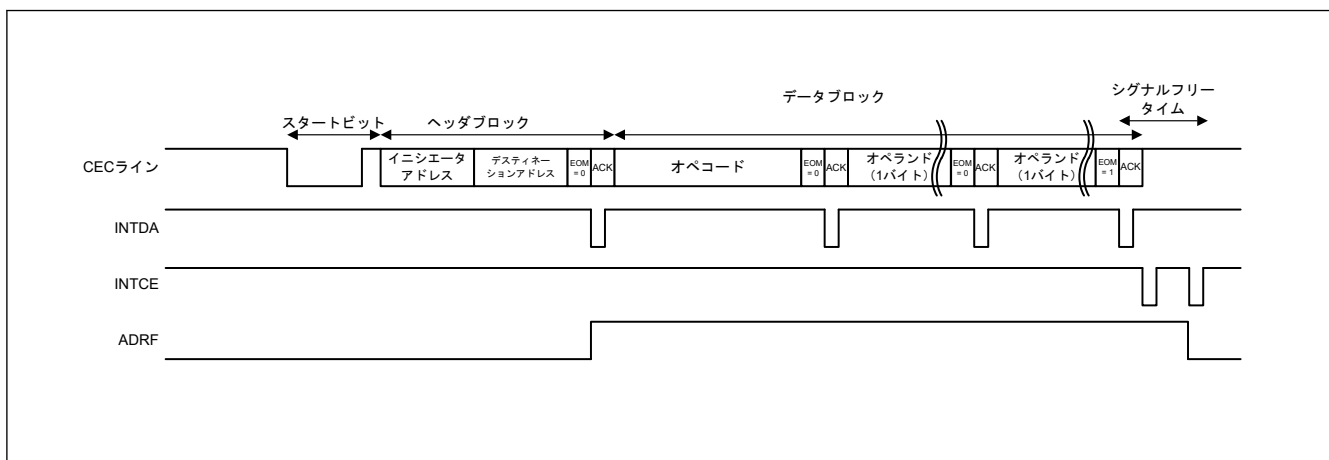 シグナルフリー
タイム
データブロック
スタートビット
ヘッダブロック
CECライン
イニシエータ
アドレス
デスティネー
ションアドレス
EOM
= 0
ACK
オペコード
EOM
= 0
ACK
オペランド
(1バイト)
EOM
= 0
ACK
オペランド
(1バイト)
EOM
= 1
ACK
INTDA
INTCE
ADRF